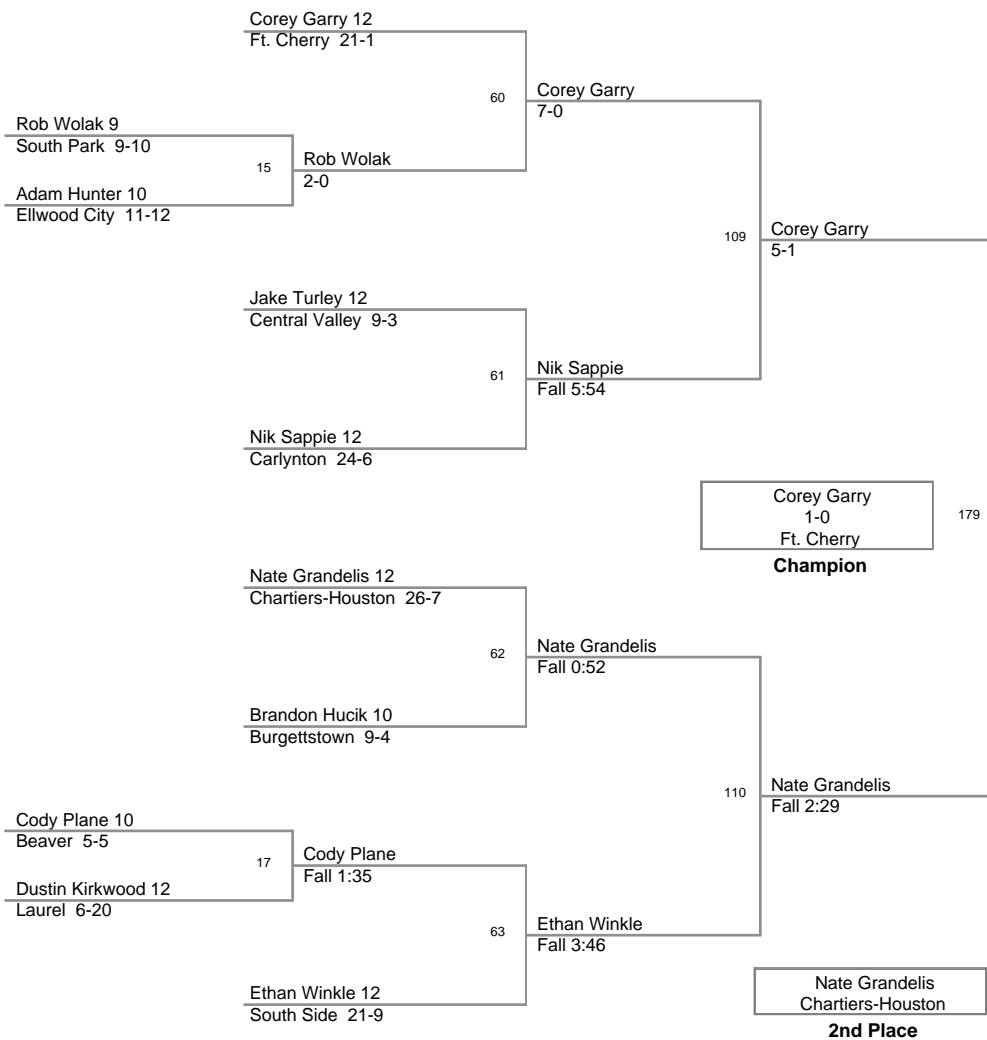 Corey Garry 12
Ft. Cherry 21-1
60
Corey Garry
7-0
Rob Wolak 9
South Park 9-10
15
Rob Wolak
2-0
Adam Hunter 10
Ellwood City 11-12
109
Corey Garry
5-1
Jake Turley 12
Central Valley 9-3
61
Nik Sappie
Fall 5:54
Nik Sappie 12
Carlynton 24-6
Corey Garry
1-0
Ft. Cherry
179
Champion
Nate Grandelis 12
Chartiers-Houston 26-7
62
Nate Grandelis
Fall 0:52
Brandon Hucik 10
Burgettstown 9-4
110
Nate Grandelis
Fall 2:29
Cody Plane 10
Beaver 5-5
17
Cody Plane
Fall 1:35
Dustin Kirkwood 12
Laurel 6-20
63
Ethan Winkle
Fall 3:46
Ethan Winkle 12
South Side 21-9
Nate Grandelis
Chartiers-Houston
2nd Place